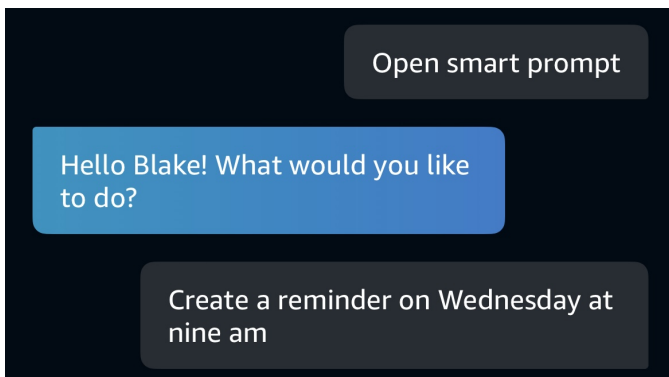 Open smart prompt
Hello Blake! What would you like
to do?
Create a reminder on Wednesday at
nine am